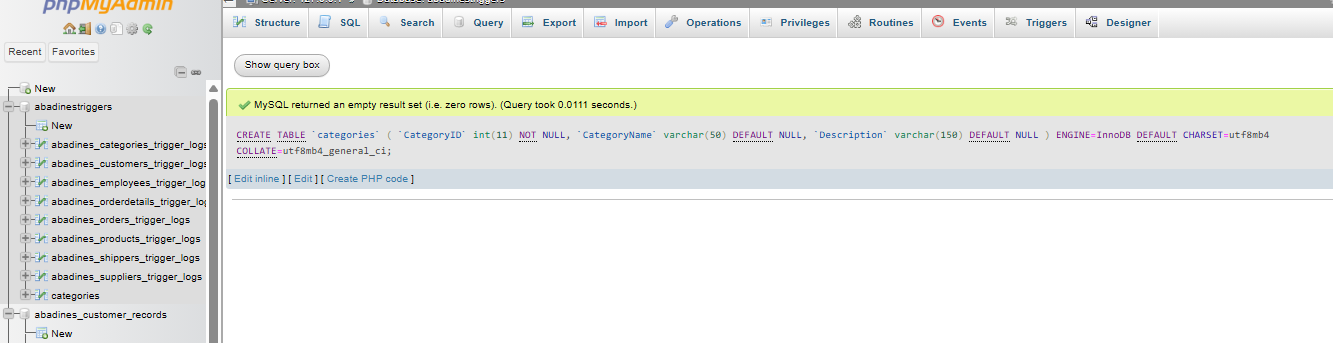 phpMyAdmin
Recent
Favorites
New
abadinestriggers
New
abadines_categories_trigger_logs
abadines_customers_trigger_logs
abadines_employees_trigger_log
abadines_orderdetails_trigger_lo
abadines_orders_trigger_logs
abadines_products_trigger_logs
abadines_shippers_trigger_logs
abadines_suppliers_trigger_logs
categories
abadines_customer_records
New
Structure
SQL
Search
Query
Export
Import
Operations
Privileges
Routines
Events
Triggers
Designer
Show query box
MySQL returned an empty result set (i.e. zero rows). (Query took 0.0111 seconds.)
CREATE TABLE `categories` ( `CategoryID` int(11) NOT NULL, `CategoryName` varchar(50) DEFAULT NULL, `Description` varchar(150) DEFAULT NULL ) ENGINE=InnoDB DEFAULT CHARSET=utf8mb4
COLLATE=utf8mb4_general_ci;
[ Edit inline ] [ Edit ] [ Create PHP code ]